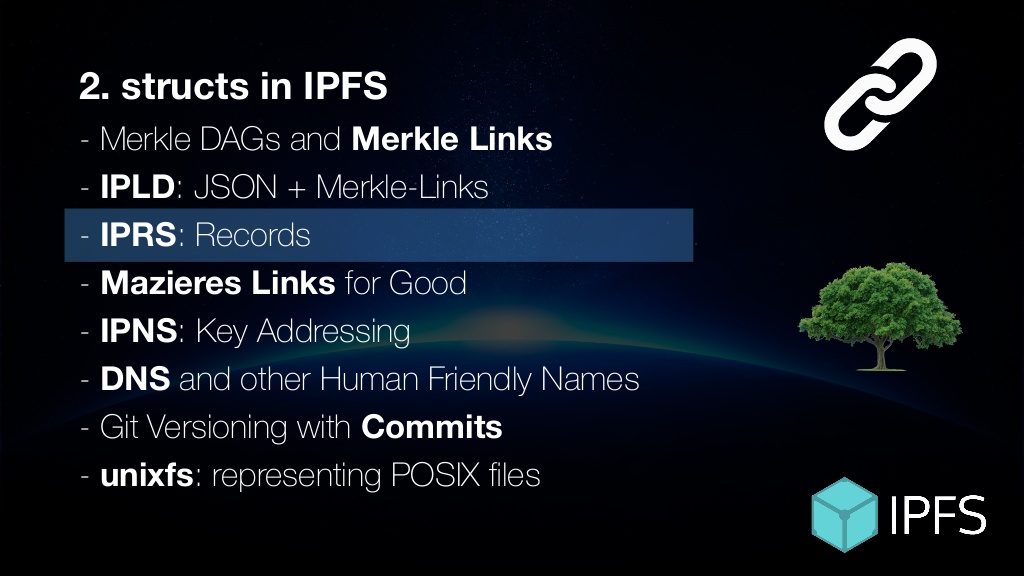 2. structs in IPFS
- Merkle DAGs and Merkle Links
- IPLD: JSON + Merkle-Links
- IPRS: Records
- Mazieres Links for Good
- IPNS: Key Addressing
- DNS and other Human Friendly Names
- Git Versioning with Commits
- unixfs: representing POSIX files
IPFS